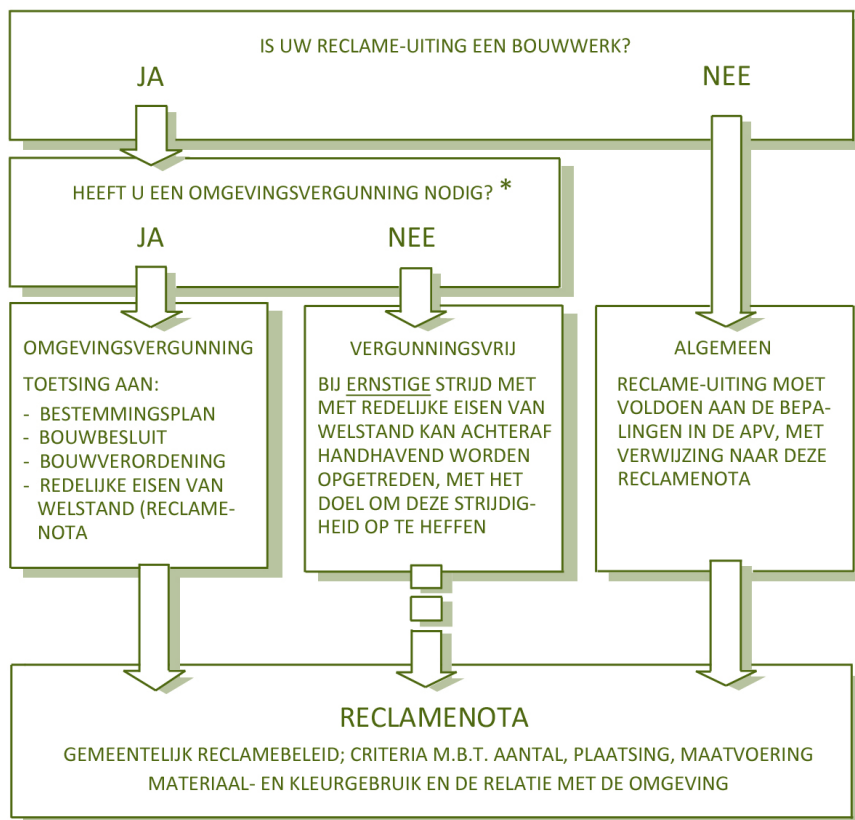 IS UW RECLAME-UITING EEN BOUWWERK?
JA
NEE
HEEFT U EEN OMGEVINGSVERGUNNING NODIG? *
JA
NEE
OMGEVINGSVERGUNNING
TOETSING AAN:
- BESTEMMINGSPLAN
- BOUWBESLUIT
- BOUWVERORDENING
- REDELIJKE EISEN VAN
WELSTAND (RECLAME-
NOTA
VERGUNNINGSVRIJ
BIJ ERNSTIGE STRIJD MET
MET REDELIJKE EISEN VAN
WELSTAND KAN ACHTERAF
HANDHAVEND WORDEN
OPGETREDEN, MET HET
DOEL OM DEZE STRIJDIG-
HEID OP TE HEFFEN
ALGEMEEN
RECLAME-UITING MOET
VOLDOEN AAN DE BEPA-
LINGEN IN DE APV, MET
VERWIJZING NAAR DEZE
RECLAMENOTA
RECLAMENOTA
GEMEENTELIJK RECLAMEBELEID; CRITERIA M.B.T. AANTAL, PLAATSING, MAATVOERING
MATERIAAL- EN KLEURGEBRUIK EN DE RELATIE MET DE OMGEVING